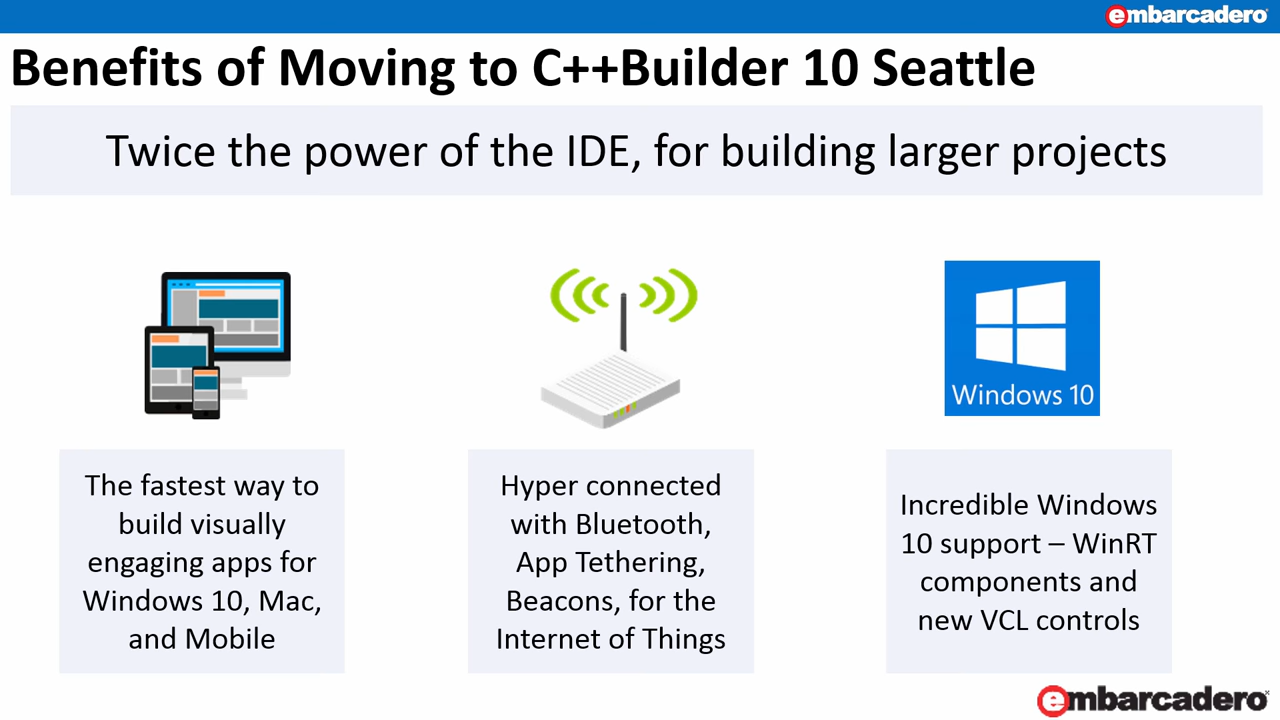 embarcadero
Benefits of Moving to C++Builder 10 Seattle
Twice the power of the IDE, for building larger projects
Windows 10
The fastest way to
build visually
engaging apps for
Windows 10, Mac,
and Mobile
Hyper connected
with Bluetooth,
App Tethering,
Beacons, for the
Internet of Things
Incredible Windows
10 support – WinRT
components and
new VCL controls
embarcadero